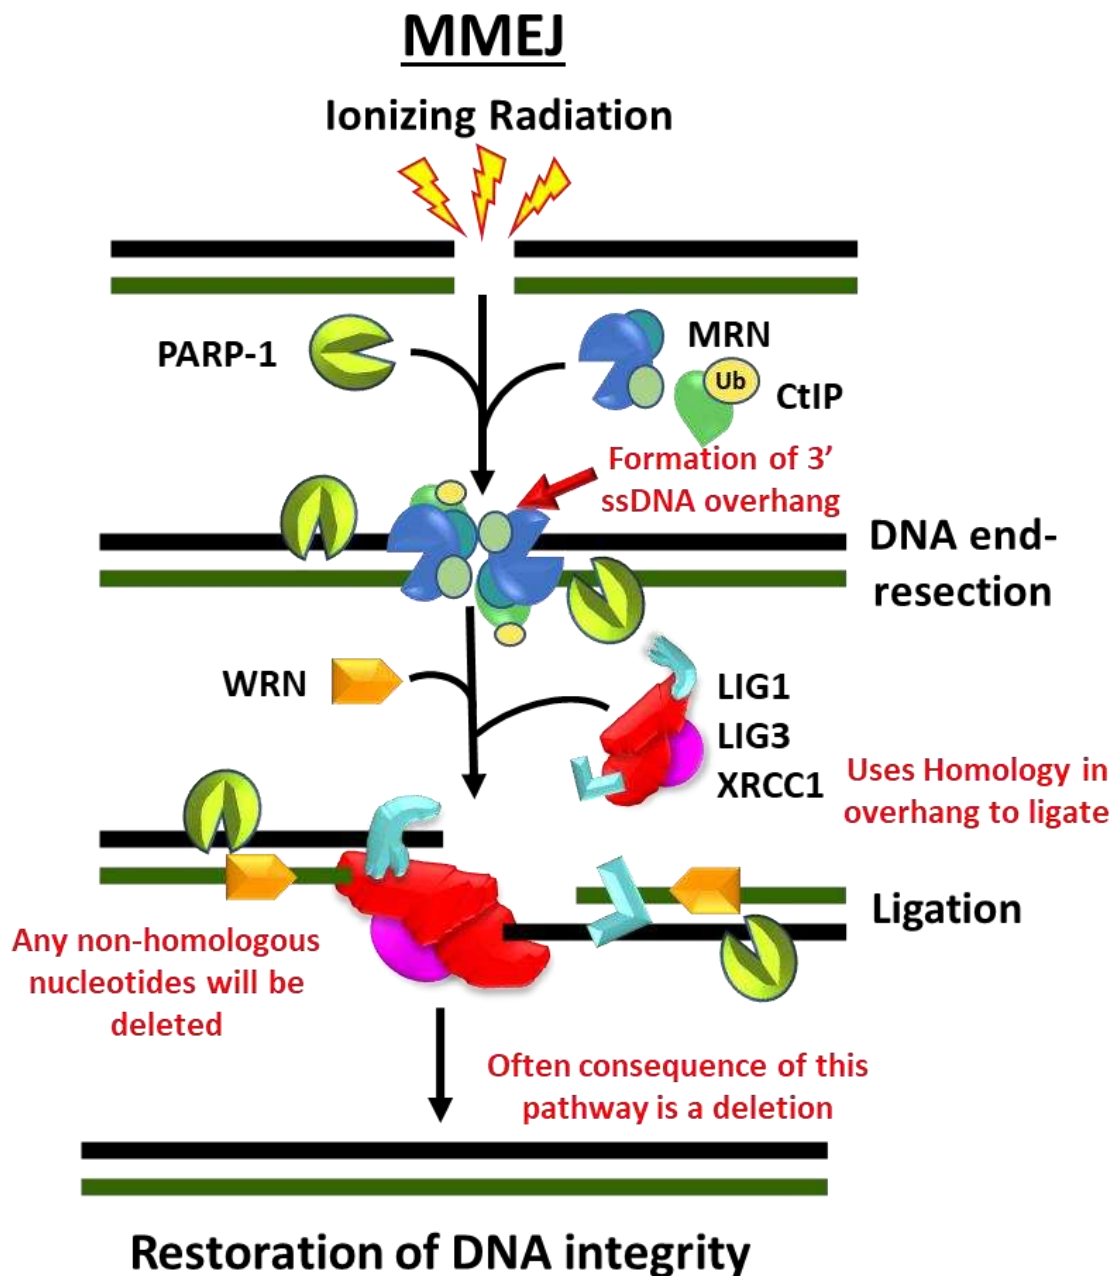 MMEJ
Ionizing Radiation
PARP-1
MRN
Ub
CtIP
Formation of 3’
ssDNA overhang
DNA end-
resection
WRN
LIG1
LIG3
XRCC1
Uses Homology in
overhang to ligate
Ligation
Any non-homologous
nucleotides will be
deleted
Often consequence of this
pathway is a deletion
Restoration of DNA integrity